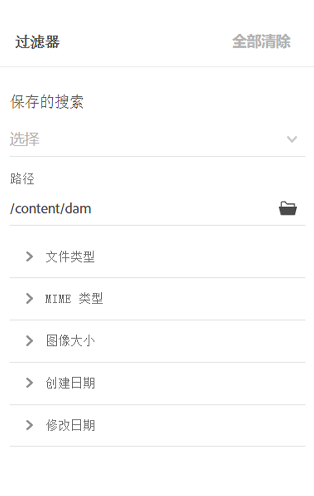 过滤器
全部清除
保存的搜索
选择
路径
/content/dam
文件类型
MIME 类型
图像大小
创建日期
修改日期